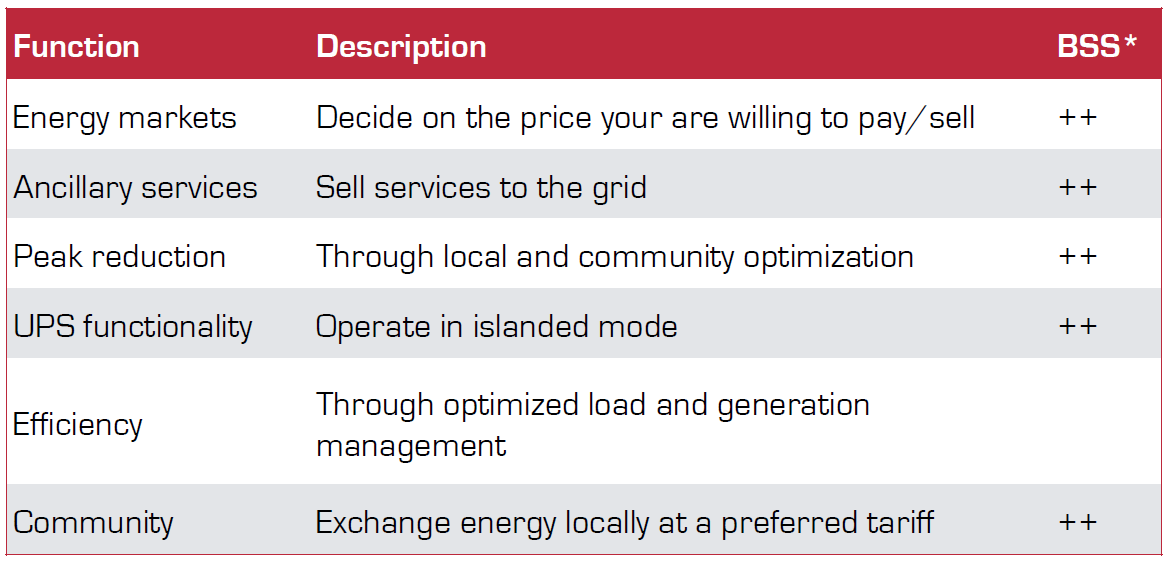 Function Description BSS*
Energy markets Decide on the price your are willing to pay/sell ++
Ancillary services Sell services to the grid ++
Peak reduction Through local and community optimization ++
UPS functionality Operate in islanded mode ++
Efficiency Through optimized load and generation
management
Community Exchange energy locally at a preferred tariff ++